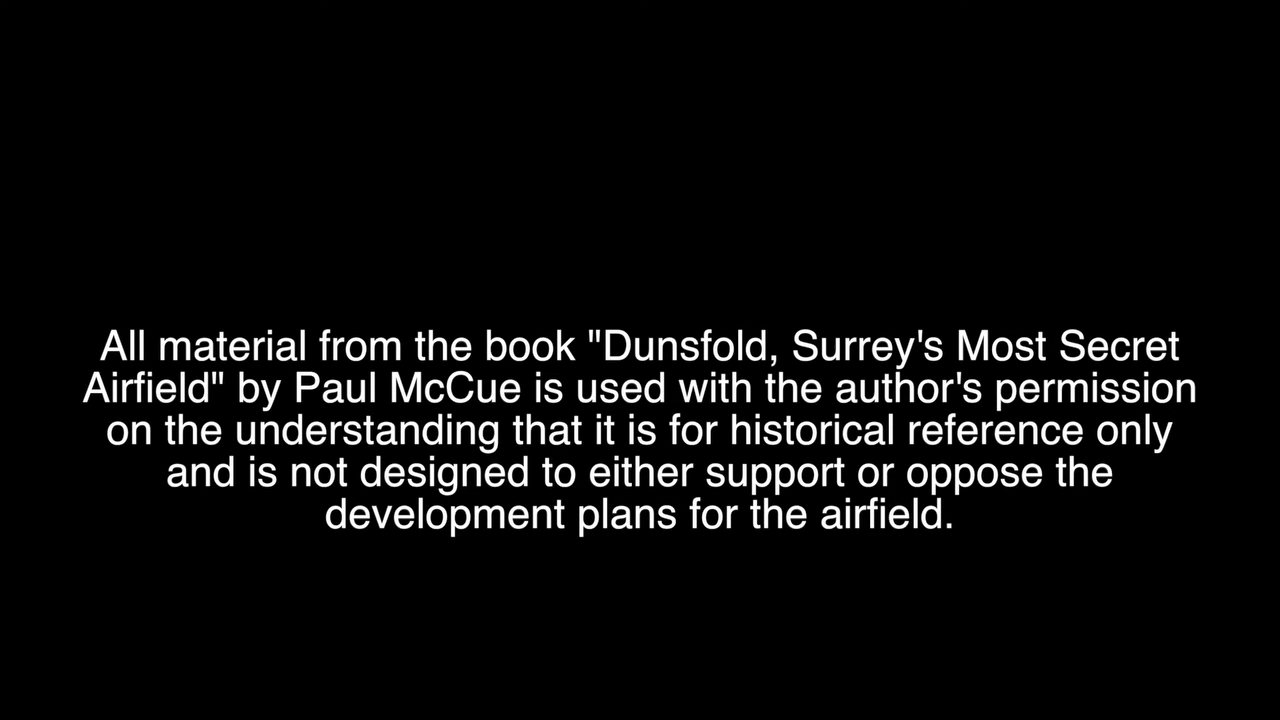 All material from the book "Dunsfold, Surrey's Most Secret
Airfield" by Paul McCue is used with the author's permission
on the understanding that it is for historical reference only
and is not designed to either support or oppose the
development plans for the airfield.